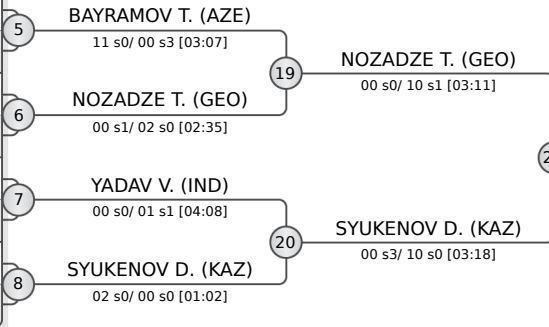 BAYRAMOV T. (AZE)
5
11 s0/ 00 s3 [03:07]
19
NOZADZE T. (GEO)
00 s0/ 10 s1 [03:11]
NOZADZE T. (GEO)
6
00 s1/ 02 s0 [02:35]
YADAV V. (IND)
7
00 s0/ 01 s1 [04:08]
20
SYUKENOV D. (KAZ)
00 s3/ 10 s0 [03:18]
SYUKENOV D. (KAZ)
8
02 s0/ 00 s0 [01:02]